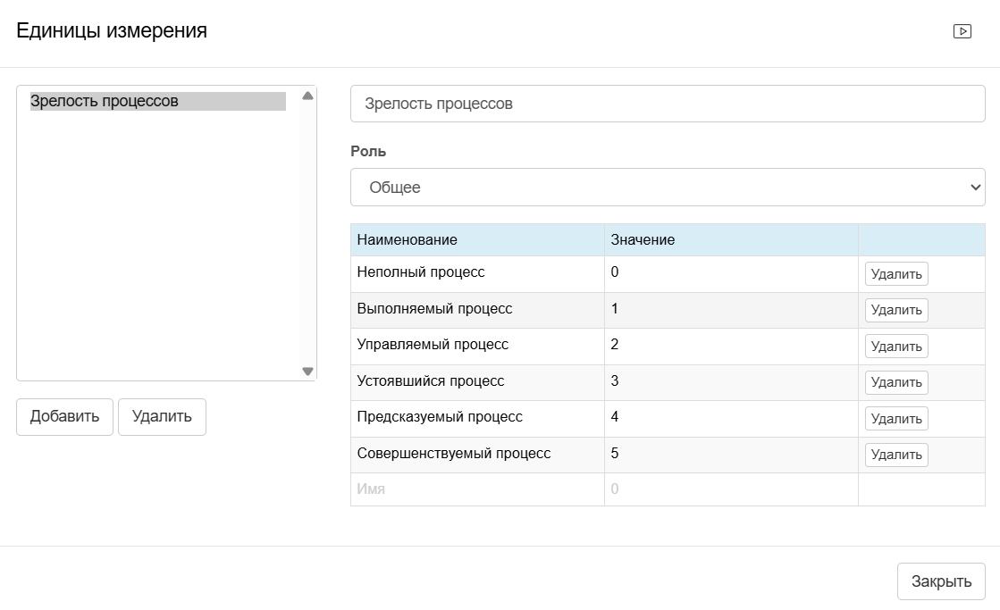 Единицы измерения
Зрелость процессов
Добавить Удалить
Зрелость процессов
Роль
Общее
Наименование Значение
Неполный процесс 0 Удалить
Выполняемый процесс 1 Удалить
Управляемый процесс 2 Удалить
Устоявшийся процесс 3 Удалить
Предсказуемый процесс 4 Удалить
Совершенствуемый процесс 5 Удалить
Имя 0
Закрыть